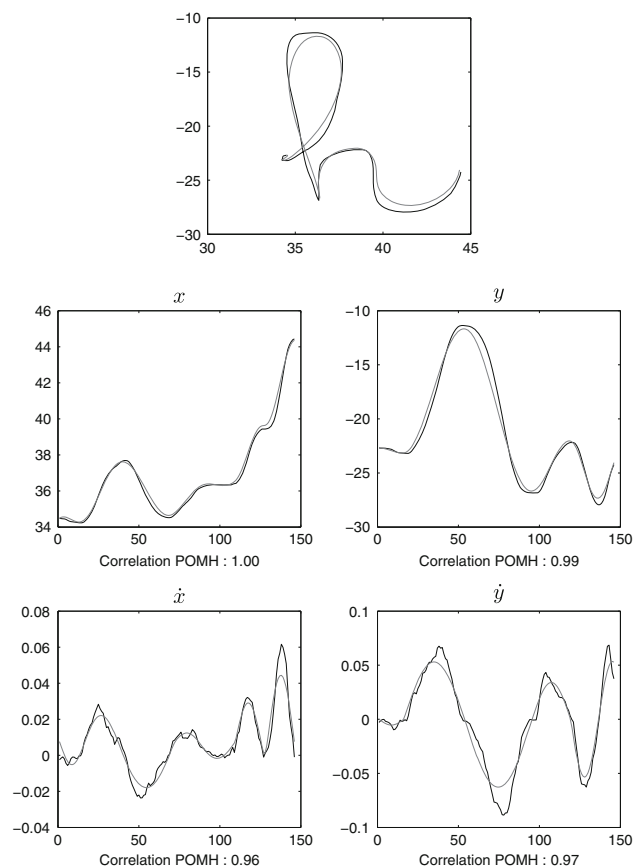 −10
−15
−20
−25
−30
30 35 40 45
x
46
44
42
40
38
36
34
0 50 100 150
Correlation POMH : 1.00
y
−10
−15
−20
−25
−30
0 50 100 150
Correlation POMH : 0.99
ẋ
0.08
0.06
0.04
0.02
0
−0.02
−0.04
0 50 100 150
Correlation POMH : 0.96
ẏ
0.1
0.05
0
−0.05
−0.1
0 50 100 150
Correlation POMH : 0.97